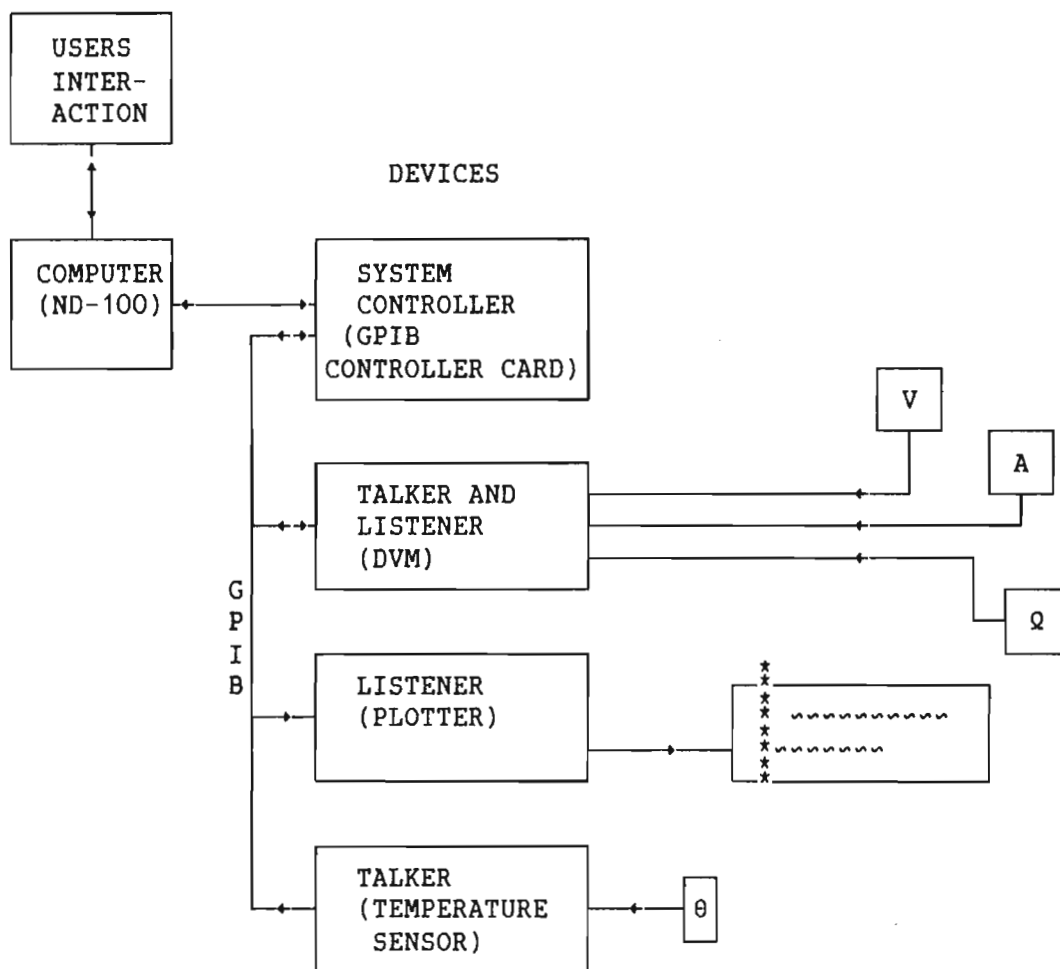 USERS
INTER-
ACTION
DEVICES
COMPUTER
(ND-100)
SYSTEM
CONTROLLER
(GPIB
CONTROLLER CARD)
V
A
TALKER AND
LISTENER
(DVM)
Q
G
P
I
B
LISTENER
(PLOTTER)
*
*
*
* ~~~~~~~~~~
*
* ~~~~~~~
*
*
TALKER
(TEMPERATURE
SENSOR)
θ